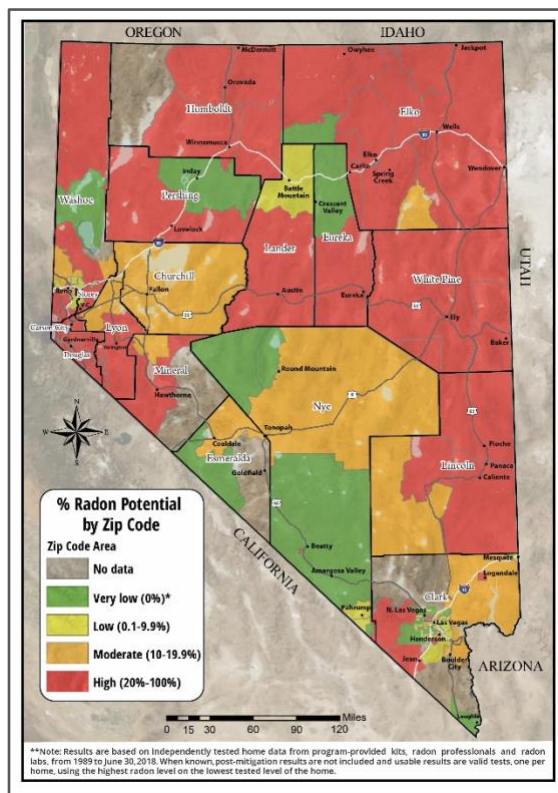 OREGON
IDAHO
McDermitt
Owyhee
Jackpot
Orovada
Humboldt
Elko
Winnemucca
Wells
Elko
Carlin
Spring
Creek
Wendover
Imlay
Pershing
Battle
Mountain
Crescent
Valley
Washoe
Lovelock
Lander
Eureka
Churchill
White Pine
UTAH
Reno
Storey
V.C.
Fallon
Austin
Eureka
Ely
Carson City
Lyon
Gardnerville
Yerington
Douglas
Baker
Mineral
Hawthorne
Round Mountain
Nye
N
W
E
S
Tonopah
Coaldale
Esmeralda
Goldfield
Pioche
Lincoln
Panaca
Caliente
% Radon Potential
by Zip Code
Zip Code Area
No data
Very low (0%)*
Low (0.1-9.9%)
Moderate (10-19.9%)
High (20%-100%)
CALIFORNIA
Beatty
Amargosa Valley
Pahrump
Mesquite
Logandale
Clark
N. Las Vegas
Las Vegas
Henderson
Boulder
City
Jean
ARIZONA
Laughlin
Miles
0 15 30 60 90 120
**Note: Results are based on independently tested home data from program-provided kits, radon professionals and radon
labs, from 1989 to June 30, 2018. When known, post-mitigation results are not included and usable results are valid tests, one per
home, using the highest radon level on the lowest tested level of the home.